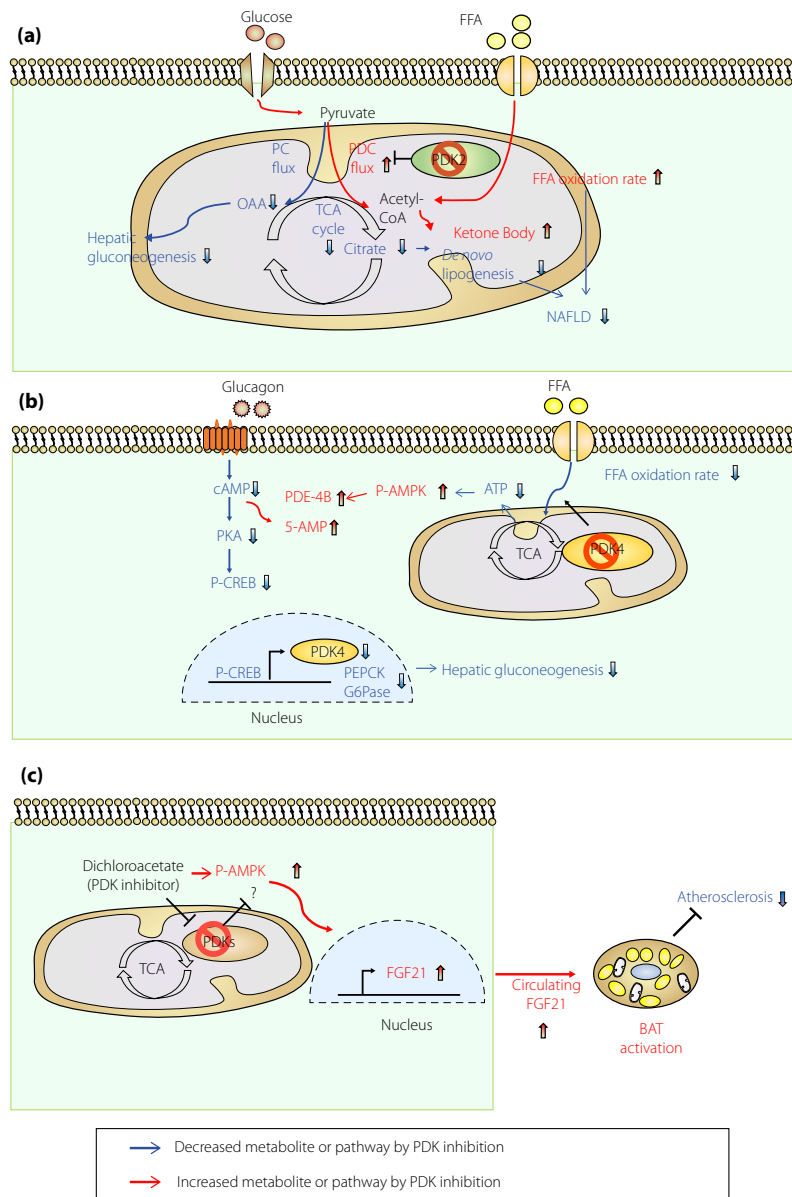 (a)
Glucose
FFA
Pyruvate
PC
flux
PDC
flux
PDK2
FFA oxidation rate
OAA
TCA
cycle
Acetyl-
CoA
Ketone Body
Hepatic
gluconeogenesis
Citrate
De novo
lipogenesis
NAFLD
(b)
Glucagon
FFA
FFA oxidation rate
cAMP
PDE-4B
P-AMPK
ATP
5-AMP
PKA
TCA
PDK4
P-CREB
PDK4
P-CREB
PEPCK
G6Pase
Hepatic gluconeogenesis
Nucleus
(c)
Dichloroacetate
(PDK inhibitor)
P-AMPK
?
Atherosclerosis
PDKs
TCA
FGF21
Circulating
FGF21
Nucleus
BAT
activation
Decreased metabolite or pathway by PDK inhibition
Increased metabolite or pathway by PDK inhibition